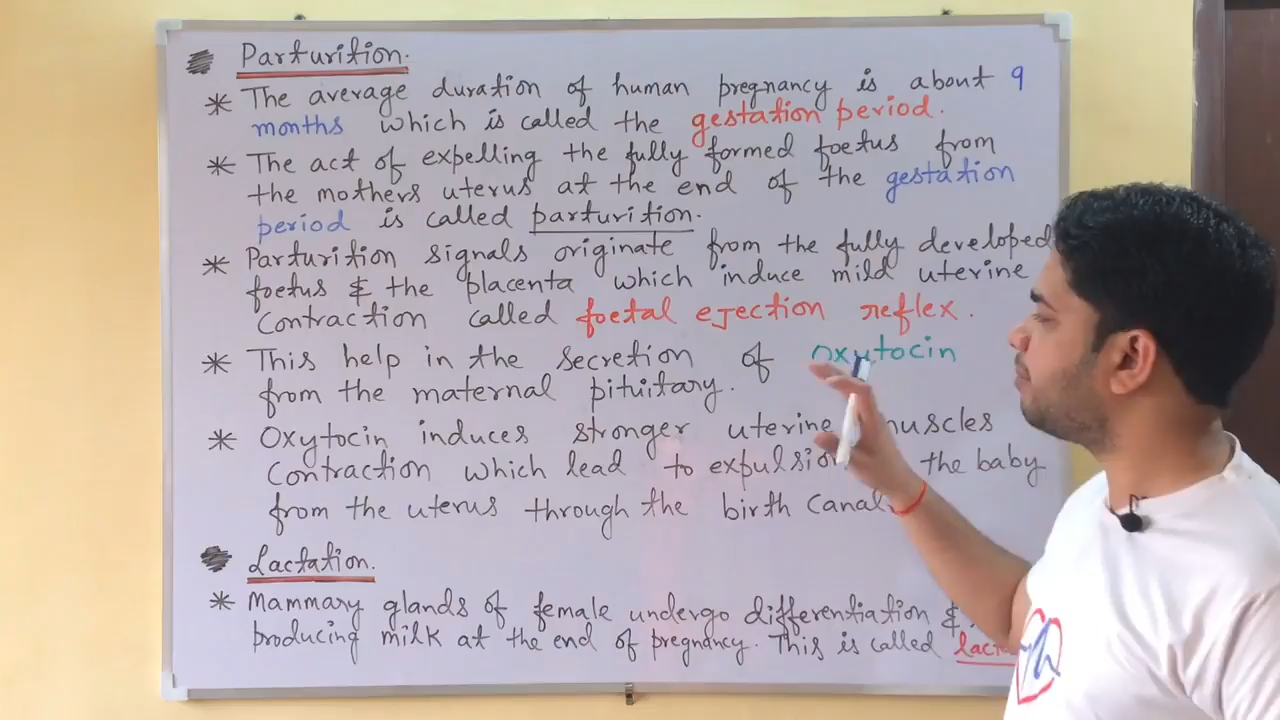 Parturition.
* The average duration of human pregnancy is about 9
months which is called the gestation period.
* The act of expelling the fully formed foetus from
the mothers uterus at the end of the gestation
period is called parturition.
* Parturition signals originate from the fully developed
foetus & the placenta which induce mild uterine
Contraction called foetal ejection reflex.
* This help in the secretion of oxytocin
from the maternal pituitary.
* Oxytocin induces stronger uterine muscles
Contraction which lead to expulsion the baby
from the uterus through the birth canal
Lactation.
* Mammary glands of female undergo differentiation &
producing milk at the end of pregnancy. This is called